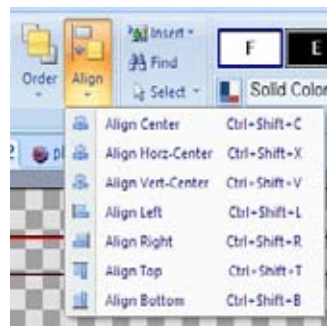 Insert
Find
Select
Order
Align
F
E
Solid Color
Align Center Ctrl+Shift+C
Align Horz-Center Ctrl+Shift+X
Align Vert-Center Ctrl+Shift+V
Align Left Ctrl+Shift+L
Align Right Ctrl+Shift+R
Align Top Ctrl+Shift+T
Align Bottom Ctrl+Shift+B